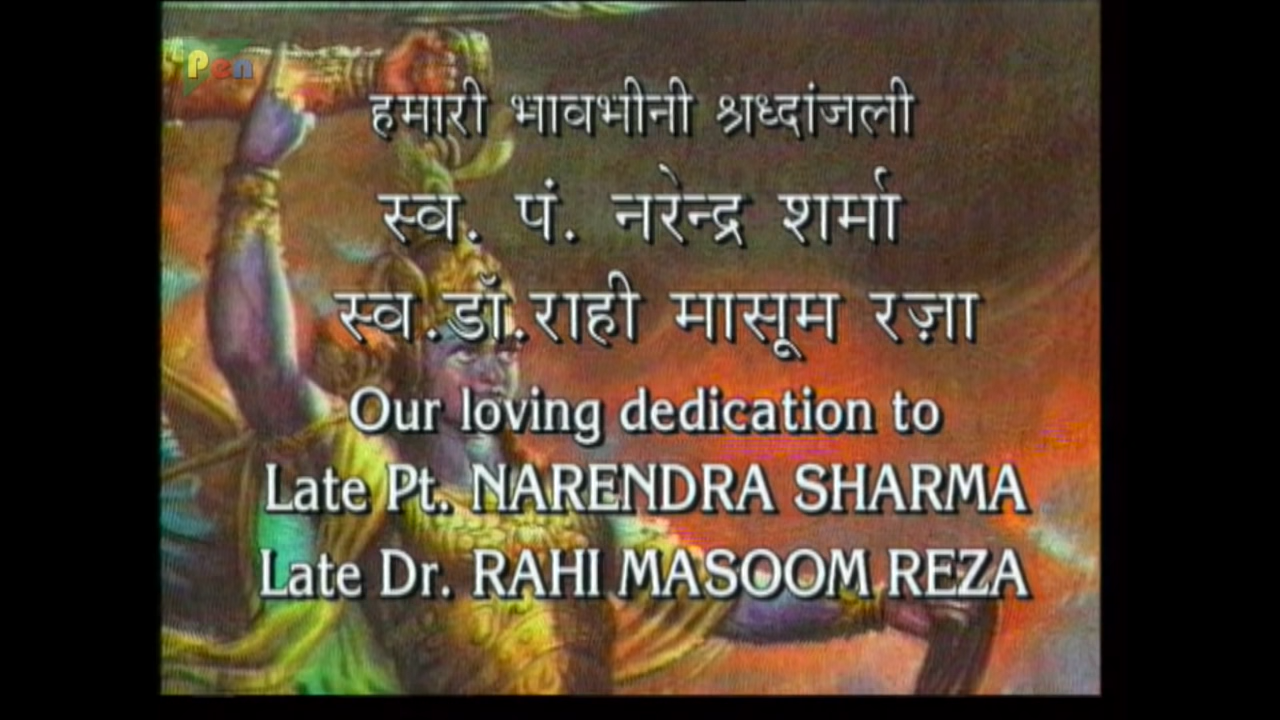 Pen
हमारी भावभीनी श्रध्दांजली
स्व. पं. नरेन्द्र शर्मा
स्व.डॉ.राही मासूम रज़ा
Our loving dedication to
Late Pt. NARENDRA SHARMA
Late Dr. RAHI MASOOM REZA